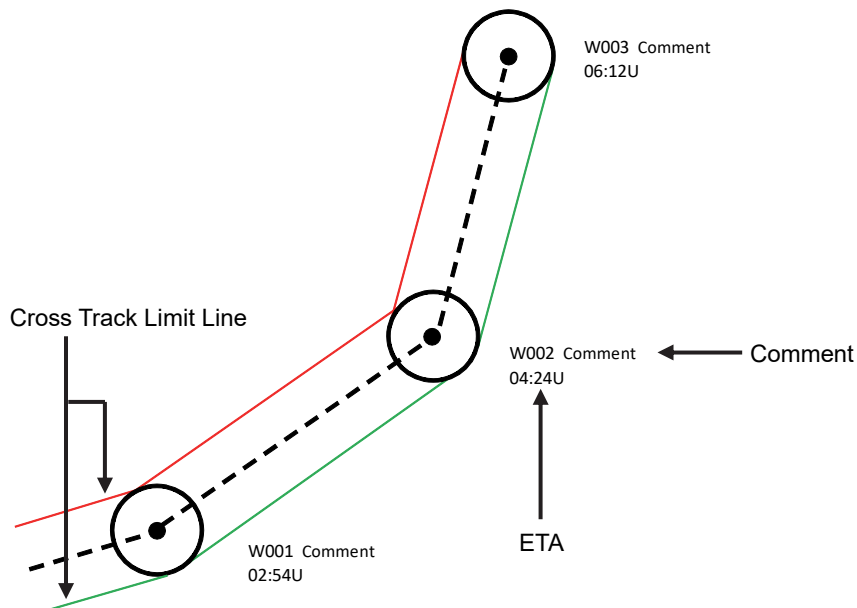 W003 Comment
06:12U
Cross Track Limit Line
W002 Comment
04:24U
Comment
ETA
W001 Comment
02:54U